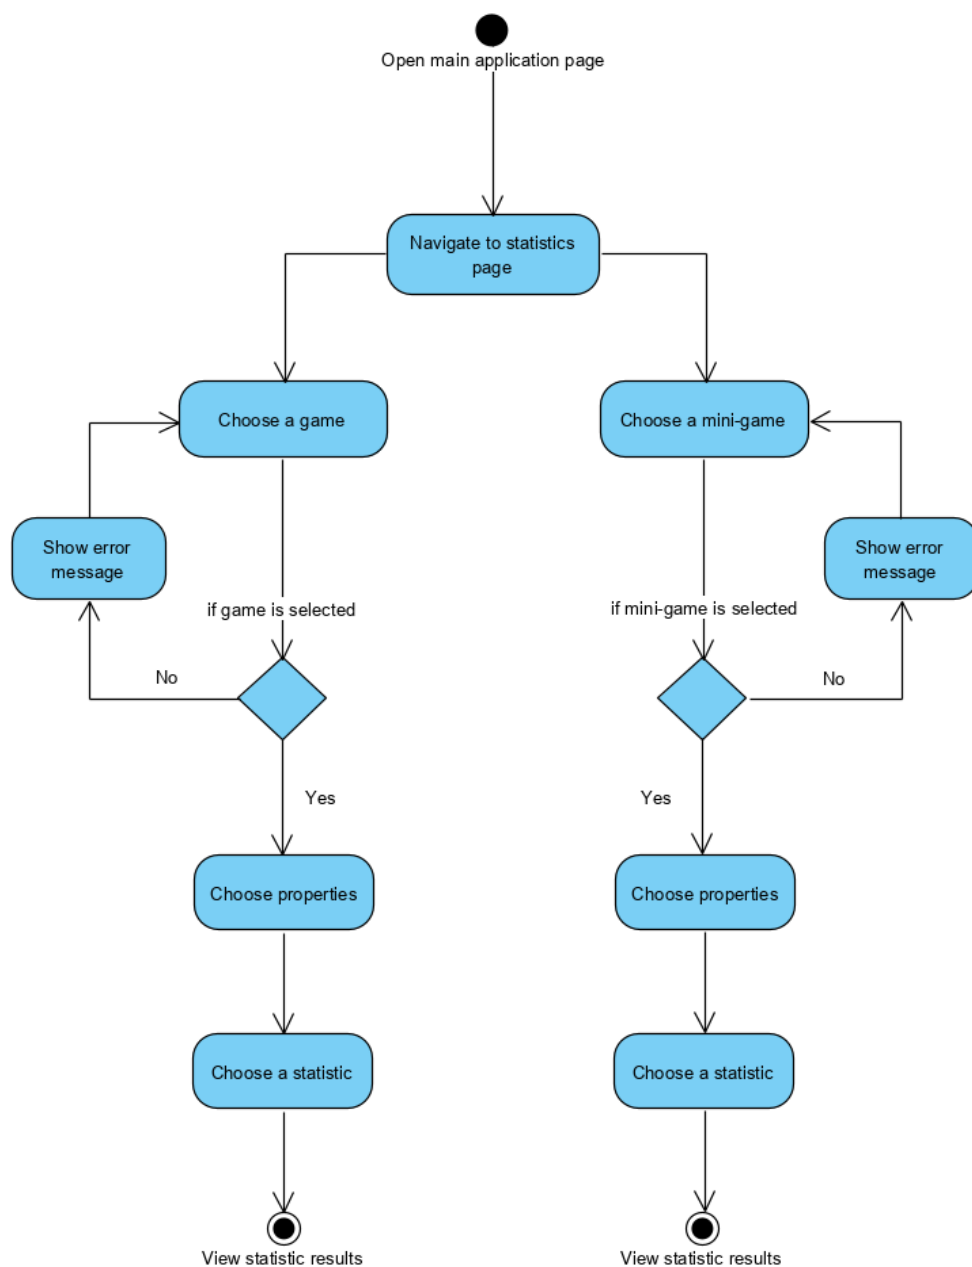 Open main application page
Navigate to statistics
page
Choose a game
Choose a mini-game
Show error
message
Show error
message
if game is selected
if mini-game is selected
No
No
Yes
Yes
Choose properties
Choose properties
Choose a statistic
Choose a statistic
View statistic results
View statistic results